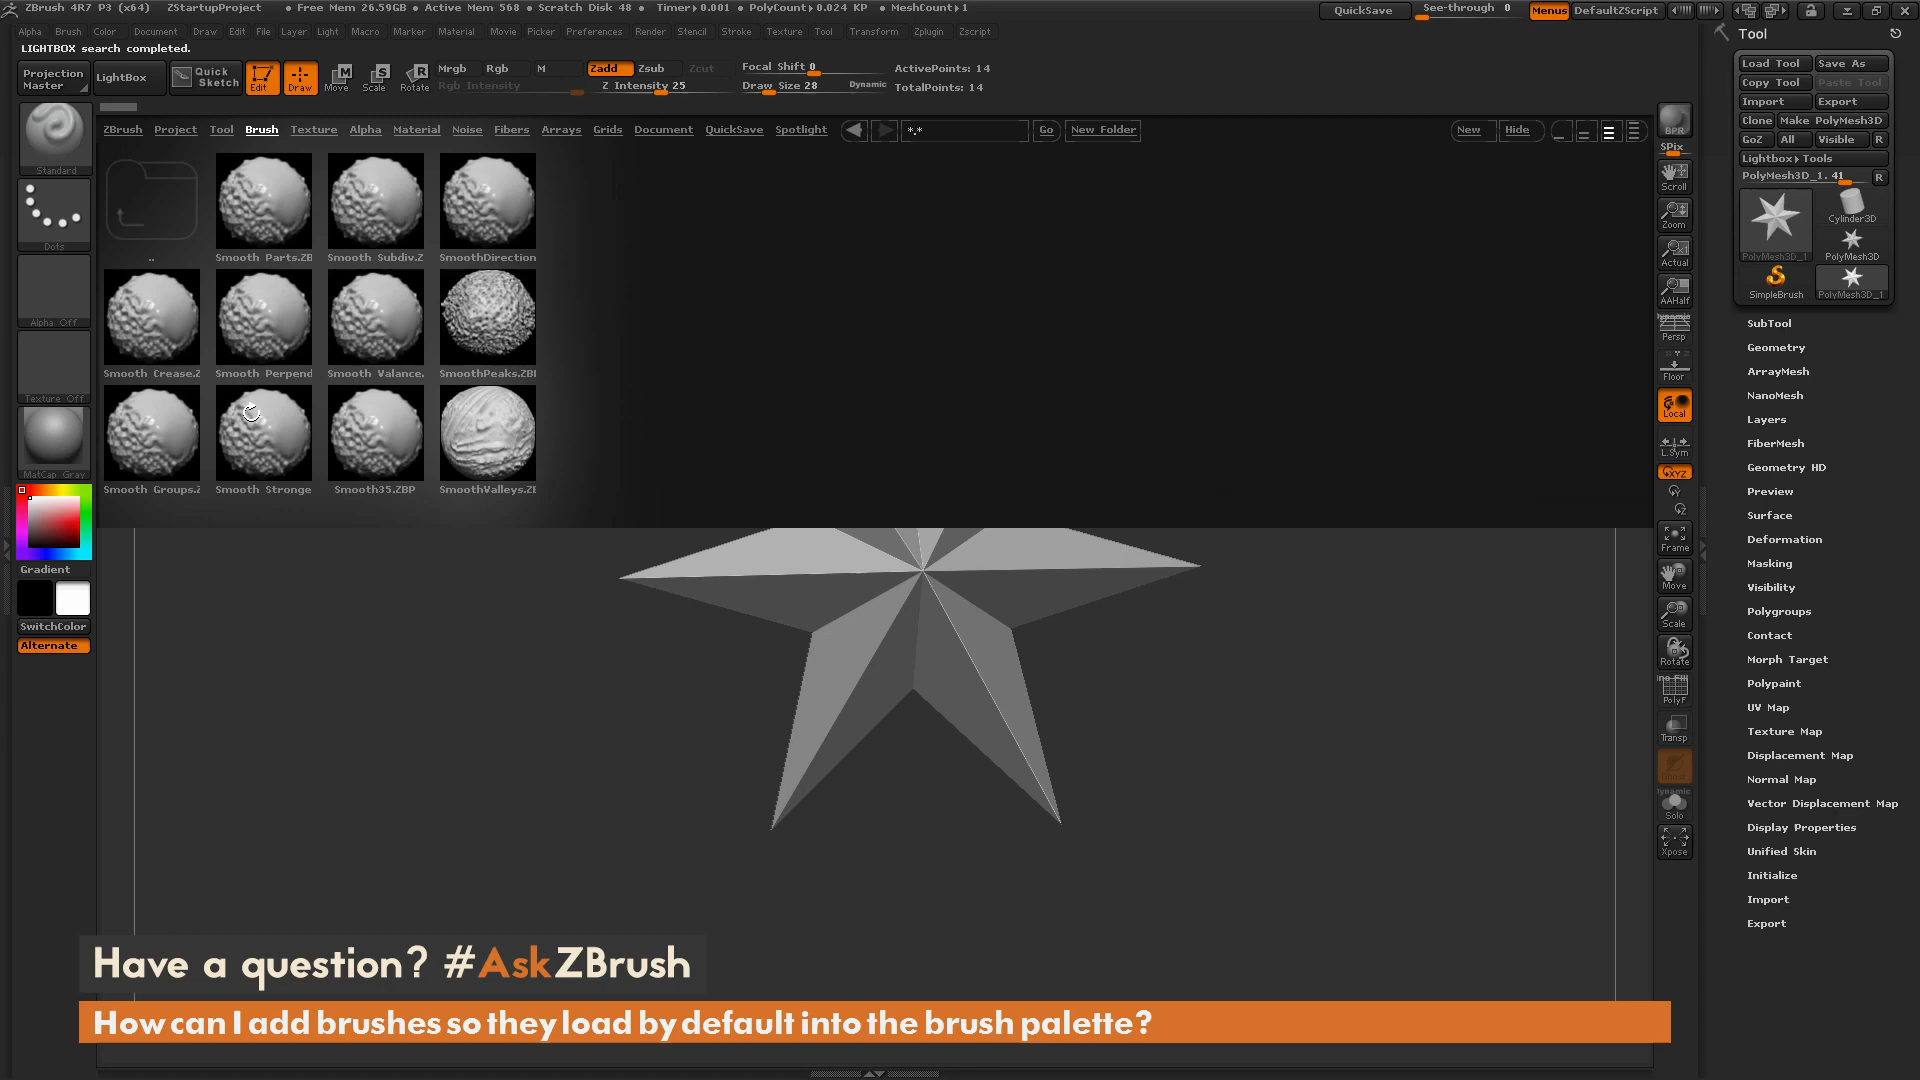 ZBrush 4R7 P3 (x64) ZStartupProject • Free Mem 26.59GB • Active Mem 568 • Scratch Disk 48 • Timer▸0.001 • PolyCount▸0.024 KP • MeshCount▸1 QuickSave See-through 0 Menus DefaultZScript
Alpha Brush Color Document Draw Edit File Layer Light Macro Marker Material Movie Picker Preferences Render Stencil Stroke Texture Tool Transform Zplugin Zscript
LIGHTBOX search completed.
Projection Master LightBox Quick Sketch Edit Draw Move Scale Rotate
Mrgb Rgb M Zadd Zsub Zcut Focal Shift 0 ActivePoints: 14
Rgb Intensity Z Intensity 25 Draw Size 28 Dynamic TotalPoints: 14
ZBrush Project Tool Brush Texture Alpha Material Noise Fibers Arrays Grids Document QuickSave Spotlight *.* Go New Folder New Hide
Standard
Dots
Alpha Off
Texture Off
MatCap Gray
Gradient
SwitchColor
Alternate
.. Smooth Parts.ZB Smooth Subdiv.Z SmoothDirection
Smooth Crease.Z Smooth Perpend Smooth Valance. SmoothPeaks.ZB
Smooth Groups.Z Smooth Stronge Smooth35.ZBP SmoothValleys.ZB
BPR
SPix
Scroll
Zoom
Actual
AAHalf
Dynamic
Persp
Floor
Local
L.Sym
XYZ
Frame
Move
Scale
Rotate
PolyF
Transp
Ghost
Dynamic
Solo
Xpose
Tool
Load Tool Save As
Copy Tool Paste Tool
Import Export
Clone Make PolyMesh3D
GoZ All Visible R
Lightbox▸Tools
PolyMesh3D_1. 41 R
PolyMesh3D_1 Cylinder3D
PolyMesh3D
SimpleBrush PolyMesh3D_1
SubTool
Geometry
ArrayMesh
NanoMesh
Layers
FiberMesh
Geometry HD
Preview
Surface
Deformation
Masking
Visibility
Polygroups
Contact
Morph Target
Polypaint
UV Map
Texture Map
Displacement Map
Normal Map
Vector Displacement Map
Display Properties
Unified Skin
Initialize
Import
Export
Have a question? #AskZBrush
How can I add brushes so they load by default into the brush palette?